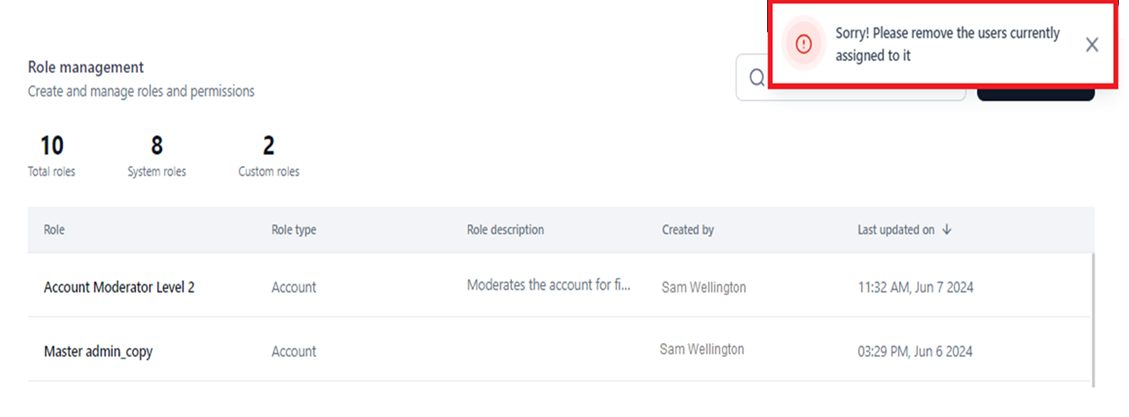 Sorry! Please remove the users currently
assigned to it
Role management
Create and manage roles and permissions
10 8 2
Total roles System roles Custom roles
Role Role type Role description Created by Last updated on
Account Moderator Level 2 Account Moderates the account for fi... Sam Wellington 11:32 AM, Jun 7 2024
Master admin_copy Account Sam Wellington 03:29 PM, Jun 6 2024